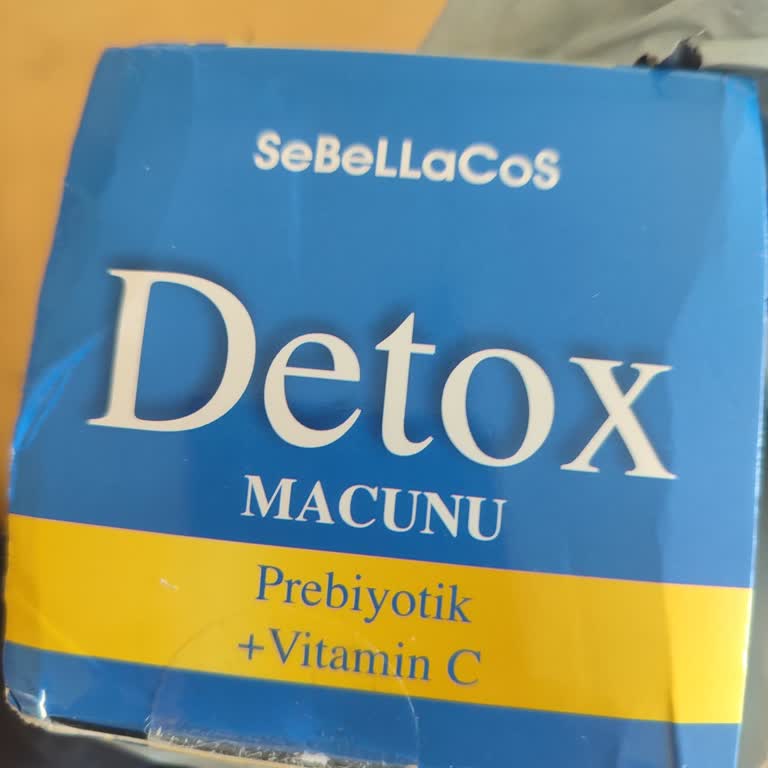 SeBeLLaCoS
Detox
MACUNU
Prebiyotik
+Vitamin C